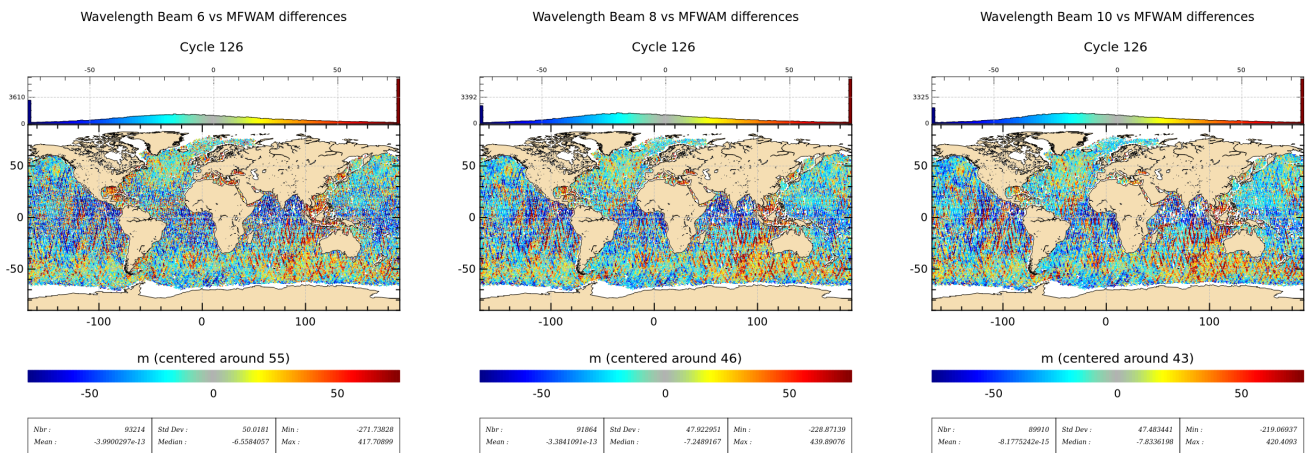 Wavelength Beam 6 vs MFWAM differences
Cycle 126
-50 0 50
3610
0
50
0
-50
-100 0 100
m (centered around 55)
-50 0 50
Nbr : 93214 Std Dev : 50.0181 Min : -271.73828
Mean : -3.9900297e-13 Median : -6.5584057 Max : 417.70899
Wavelength Beam 8 vs MFWAM differences
Cycle 126
-50 0 50
3392
0
50
0
-50
-100 0 100
m (centered around 46)
-50 0 50
Nbr : 91864 Std Dev : 47.922951 Min : -228.87139
Mean : -3.3841091e-13 Median : -7.2489167 Max : 439.89076
Wavelength Beam 10 vs MFWAM differences
Cycle 126
-50 0 50
3325
0
50
0
-50
-100 0 100
m (centered around 43)
-50 0 50
Nbr : 89910 Std Dev : 47.483441 Min : -219.06937
Mean : -8.1775242e-15 Median : -7.8336198 Max : 420.4093